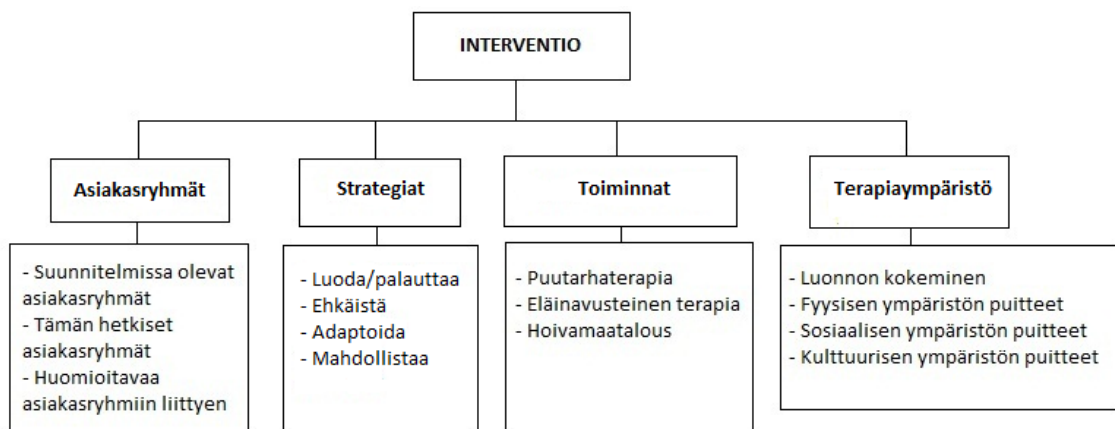 INTERVENTIO
Asiakasryhmät
Strategiat
Toiminnat
Terapiaympäristö
- Suunnitelmissa olevat
asiakasryhmät
- Tämän hetkiset
asiakasryhmät
- Huomioitavaa
asiakasryhmiin liittyen
- Luoda/palauttaa
- Ehkäistä
- Adaptoida
- Mahdollistaa
- Puutarhaterapia
- Eläinavusteinen terapia
- Hoivamaatalous
- Luonnon kokeminen
- Fyysisen ympäristön puitteet
- Sosiaalisen ympäristön puitteet
- Kulttuurisen ympäristön puitteet